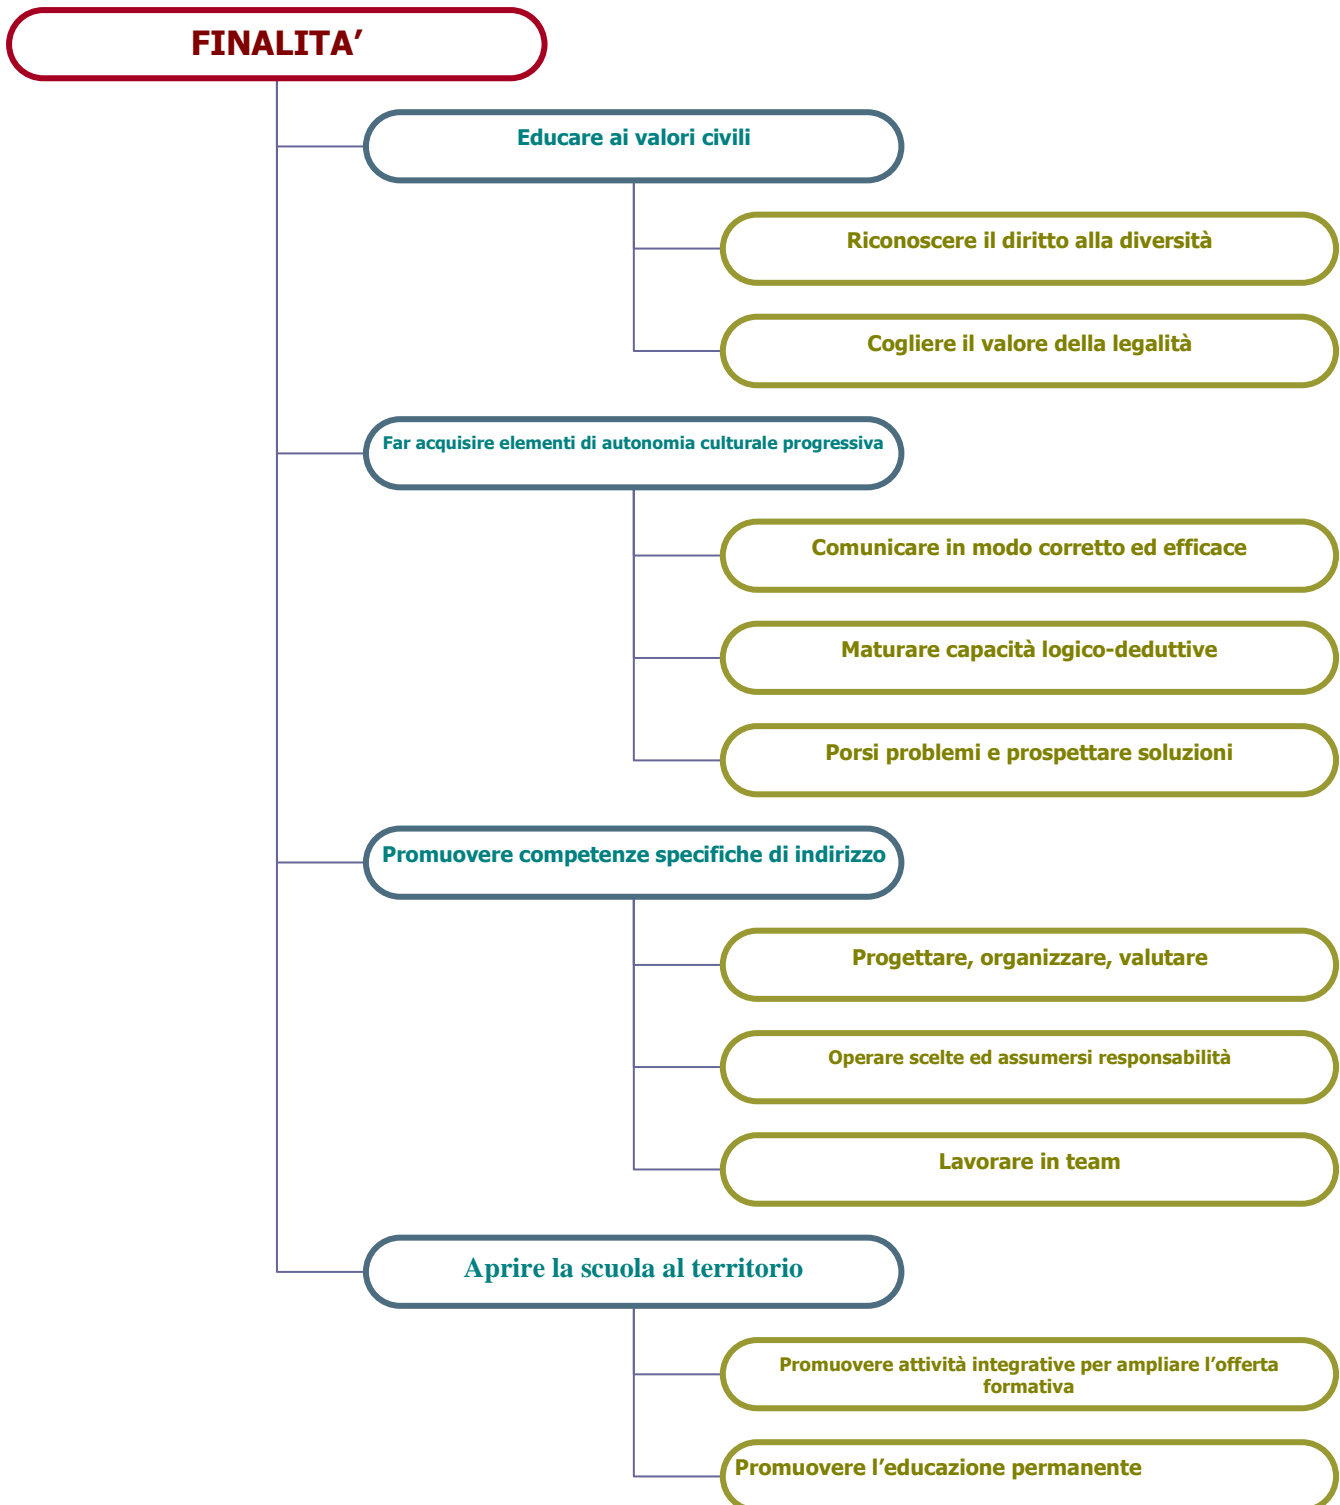 FINALITA’
Educare ai valori civili
Riconoscere il diritto alla diversità
Cogliere il valore della legalità
Far acquisire elementi di autonomia culturale progressiva
Comunicare in modo corretto ed efficace
Maturare capacità logico-deduttive
Porsi problemi e prospettare soluzioni
Promuovere competenze specifiche di indirizzo
Progettare, organizzare, valutare
Operare scelte ed assumersi responsabilità
Lavorare in team
Aprire la scuola al territorio
Promuovere attività integrative per ampliare l’offerta
formativa
Promuovere l’educazione permanente